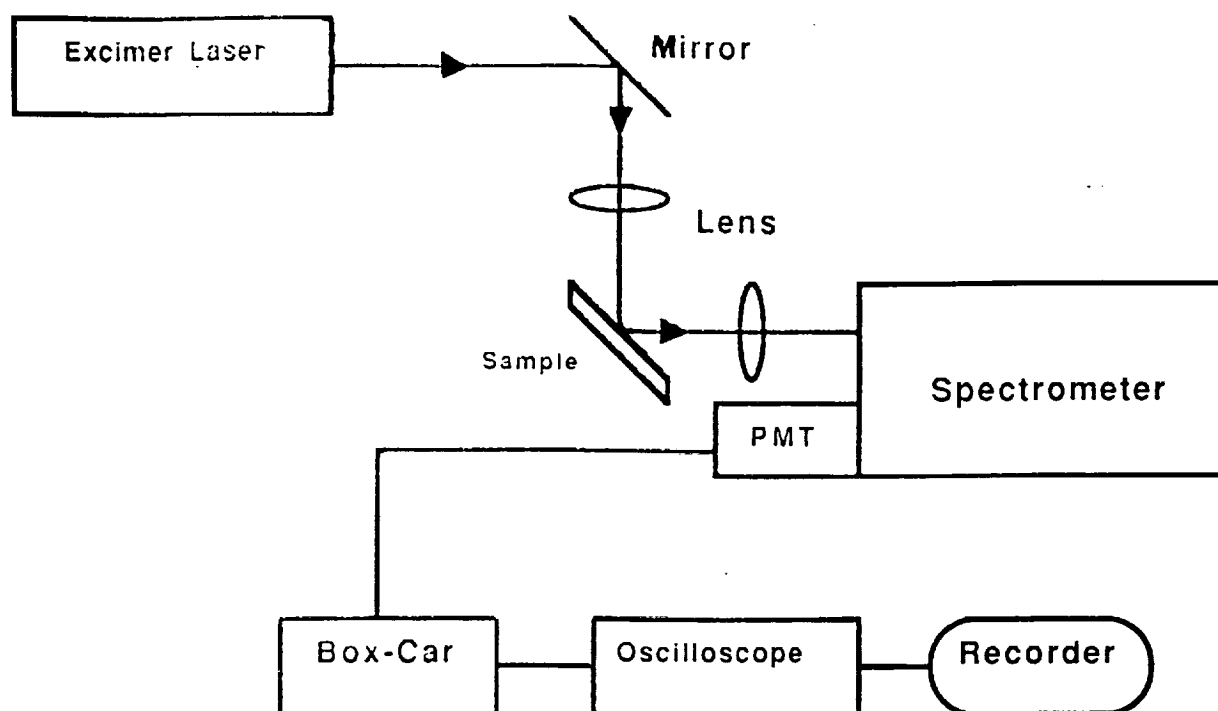 Excimer Laser
Mirror
Lens
Sample
Spectrometer
PMT
Box-Car
Oscilloscope
Recorder